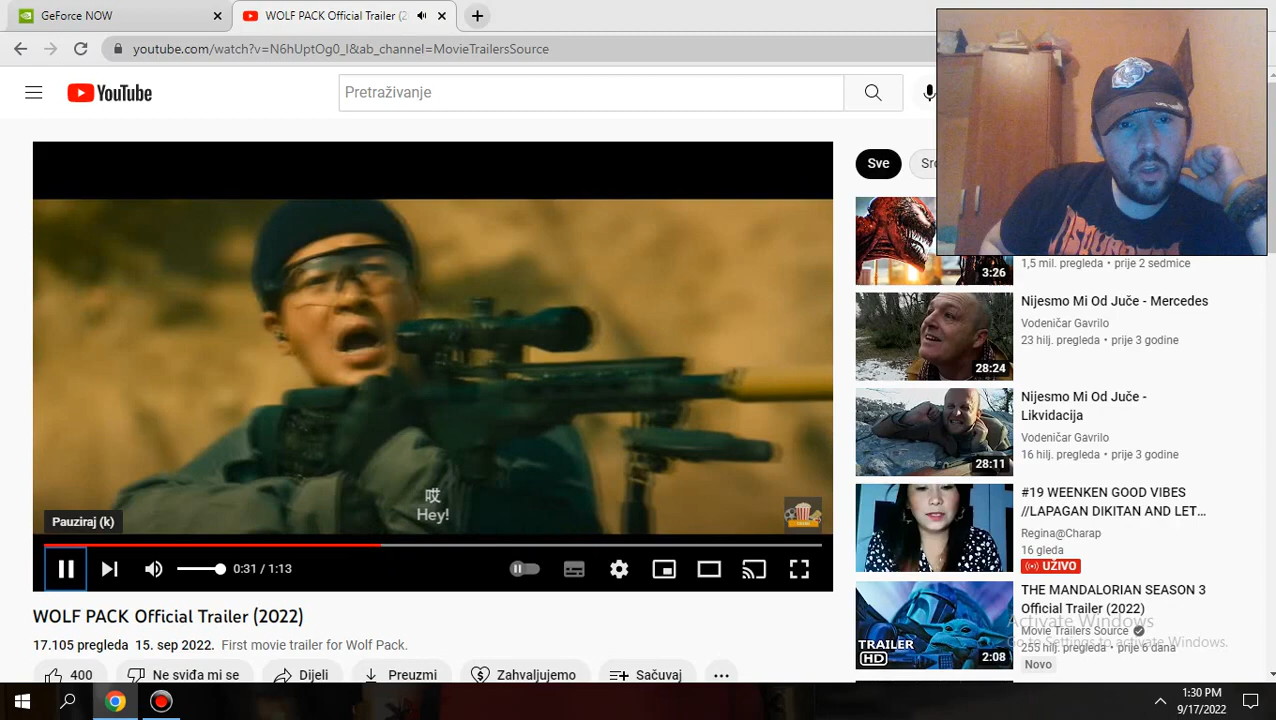 GeForce NOW
WOLF PACK Official Trailer (2
youtube.com/watch?v=N6hUptOg0_I&ab_channel=MovieTrailersSource
YouTube
Pretraživanje
Sve
哎
Hey!
Pauziraj (k)
0:31 / 1:13
WOLF PACK Official Trailer (2022)
17.105 pregleda 15. sep 2022. First movie trailer for Wolf Pack.
400
Ne sviđa mi se
Dijeli
Preuzmi
Zahvaljujemo
Sačuvaj
3:26
1,5 mil. pregleda • prije 2 sedmice
Nijesmo Mi Od Juče - Mercedes
Vodeničar Gavrilo
23 hilj. pregleda • prije 3 godine
28:24
Nijesmo Mi Od Juče -
Likvidacija
Vodeničar Gavrilo
16 hilj. pregleda • prije 3 godine
28:11
#19 WEENKEN GOOD VIBES
//LAPAGAN DIKITAN AND LET…
Regina@Charap
16 gleda
UŽIVO
THE MANDALORIAN SEASON 3
Official Trailer (2022)
Movie Trailers Source
255 hilj. pregleda • prije 6 dana
Novo
TRAILER
HD
2:08
Activate Windows
Go to Settings to activate Windows.
1:30 PM
9/17/2022